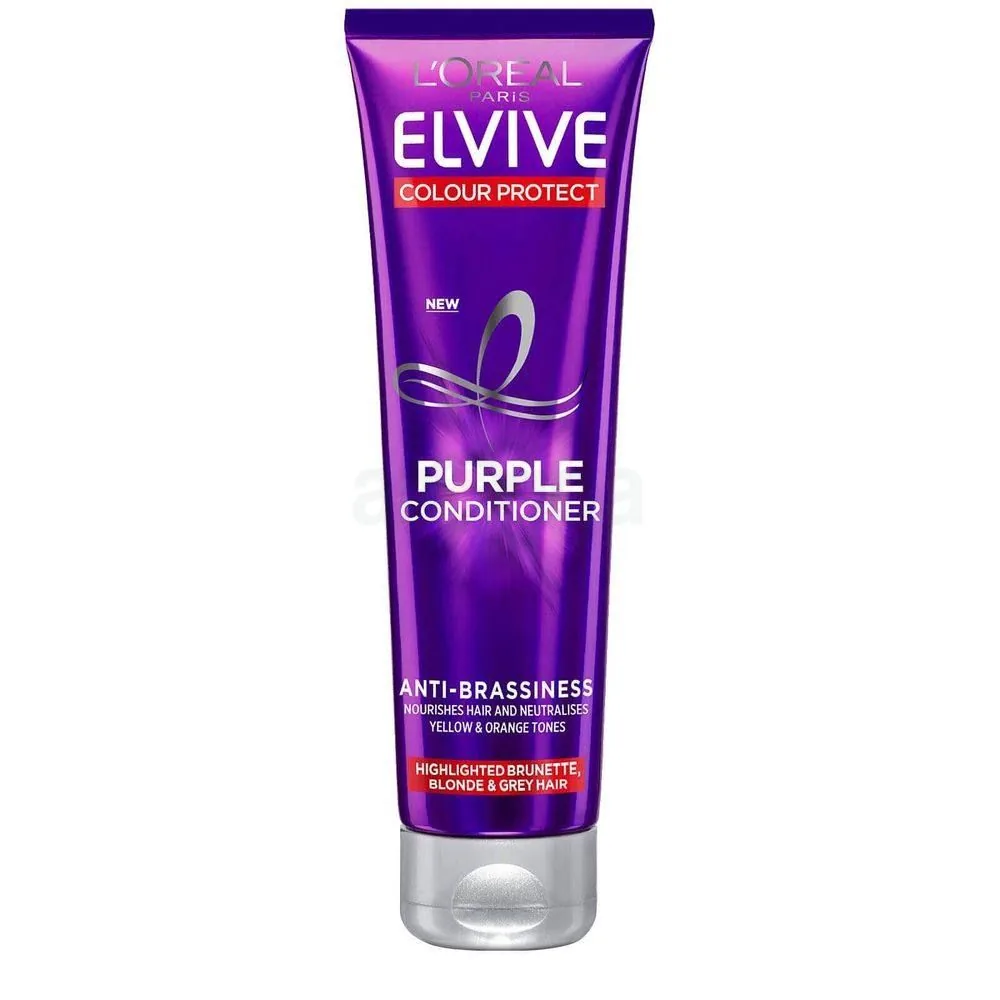 L'ORÉAL
PARiS
ELVIVE
COLOUR PROTECT
NEW
PURPLE
CONDITIONER
ANTI-BRASSINESS
NOURISHES HAIR AND NEUTRALISES
YELLOW & ORANGE TONES
HIGHLIGHTED BRUNETTE,
BLONDE & GREY HAIR